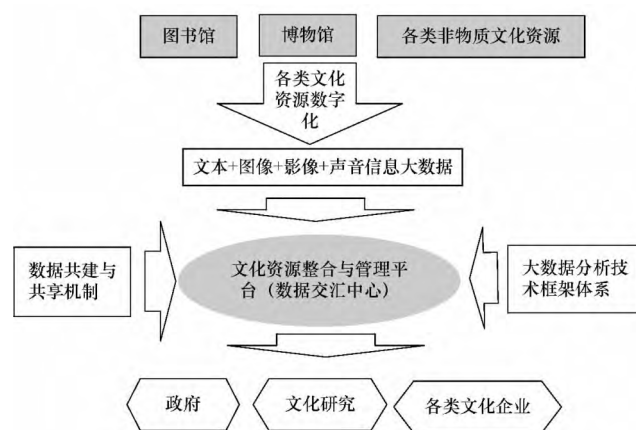 图书馆
博物馆
各类非物质文化资源
各类文化
资源数字
化
文本+图像+影像+声音信息大数据
数据共建与
共享机制
文化资源整合与管理平
台（数据交汇中心）
大数据分析技
术框架体系
政府
文化研究
各类文化企业